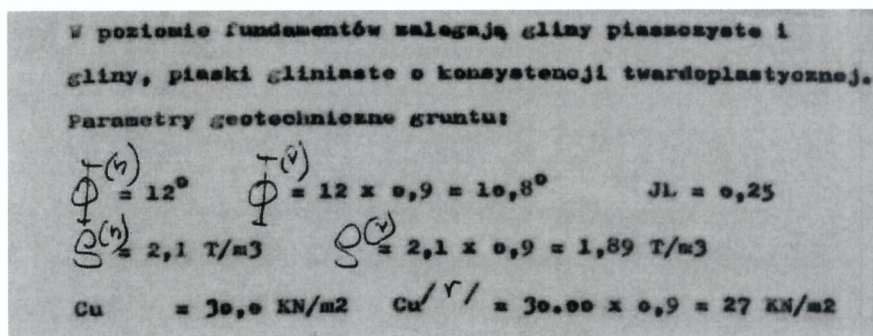 W poziomie fundamentów zalegają gliny piaszczyste i
gliny, piaski gliniaste o konsystencji twardoplastycznej.
Parametry geotechniczne gruntu:
Φ(n) = 12° Φ(r) = 12 x 0,9 = 10,8° JL = 0,25
ρ(n) = 2,1 T/m3 ρ(r) = 2,1 x 0,9 = 1,89 T/m3
Cu = 30,0 KN/m2 Cu/r/ = 30.00 x 0,9 = 27 KN/m2